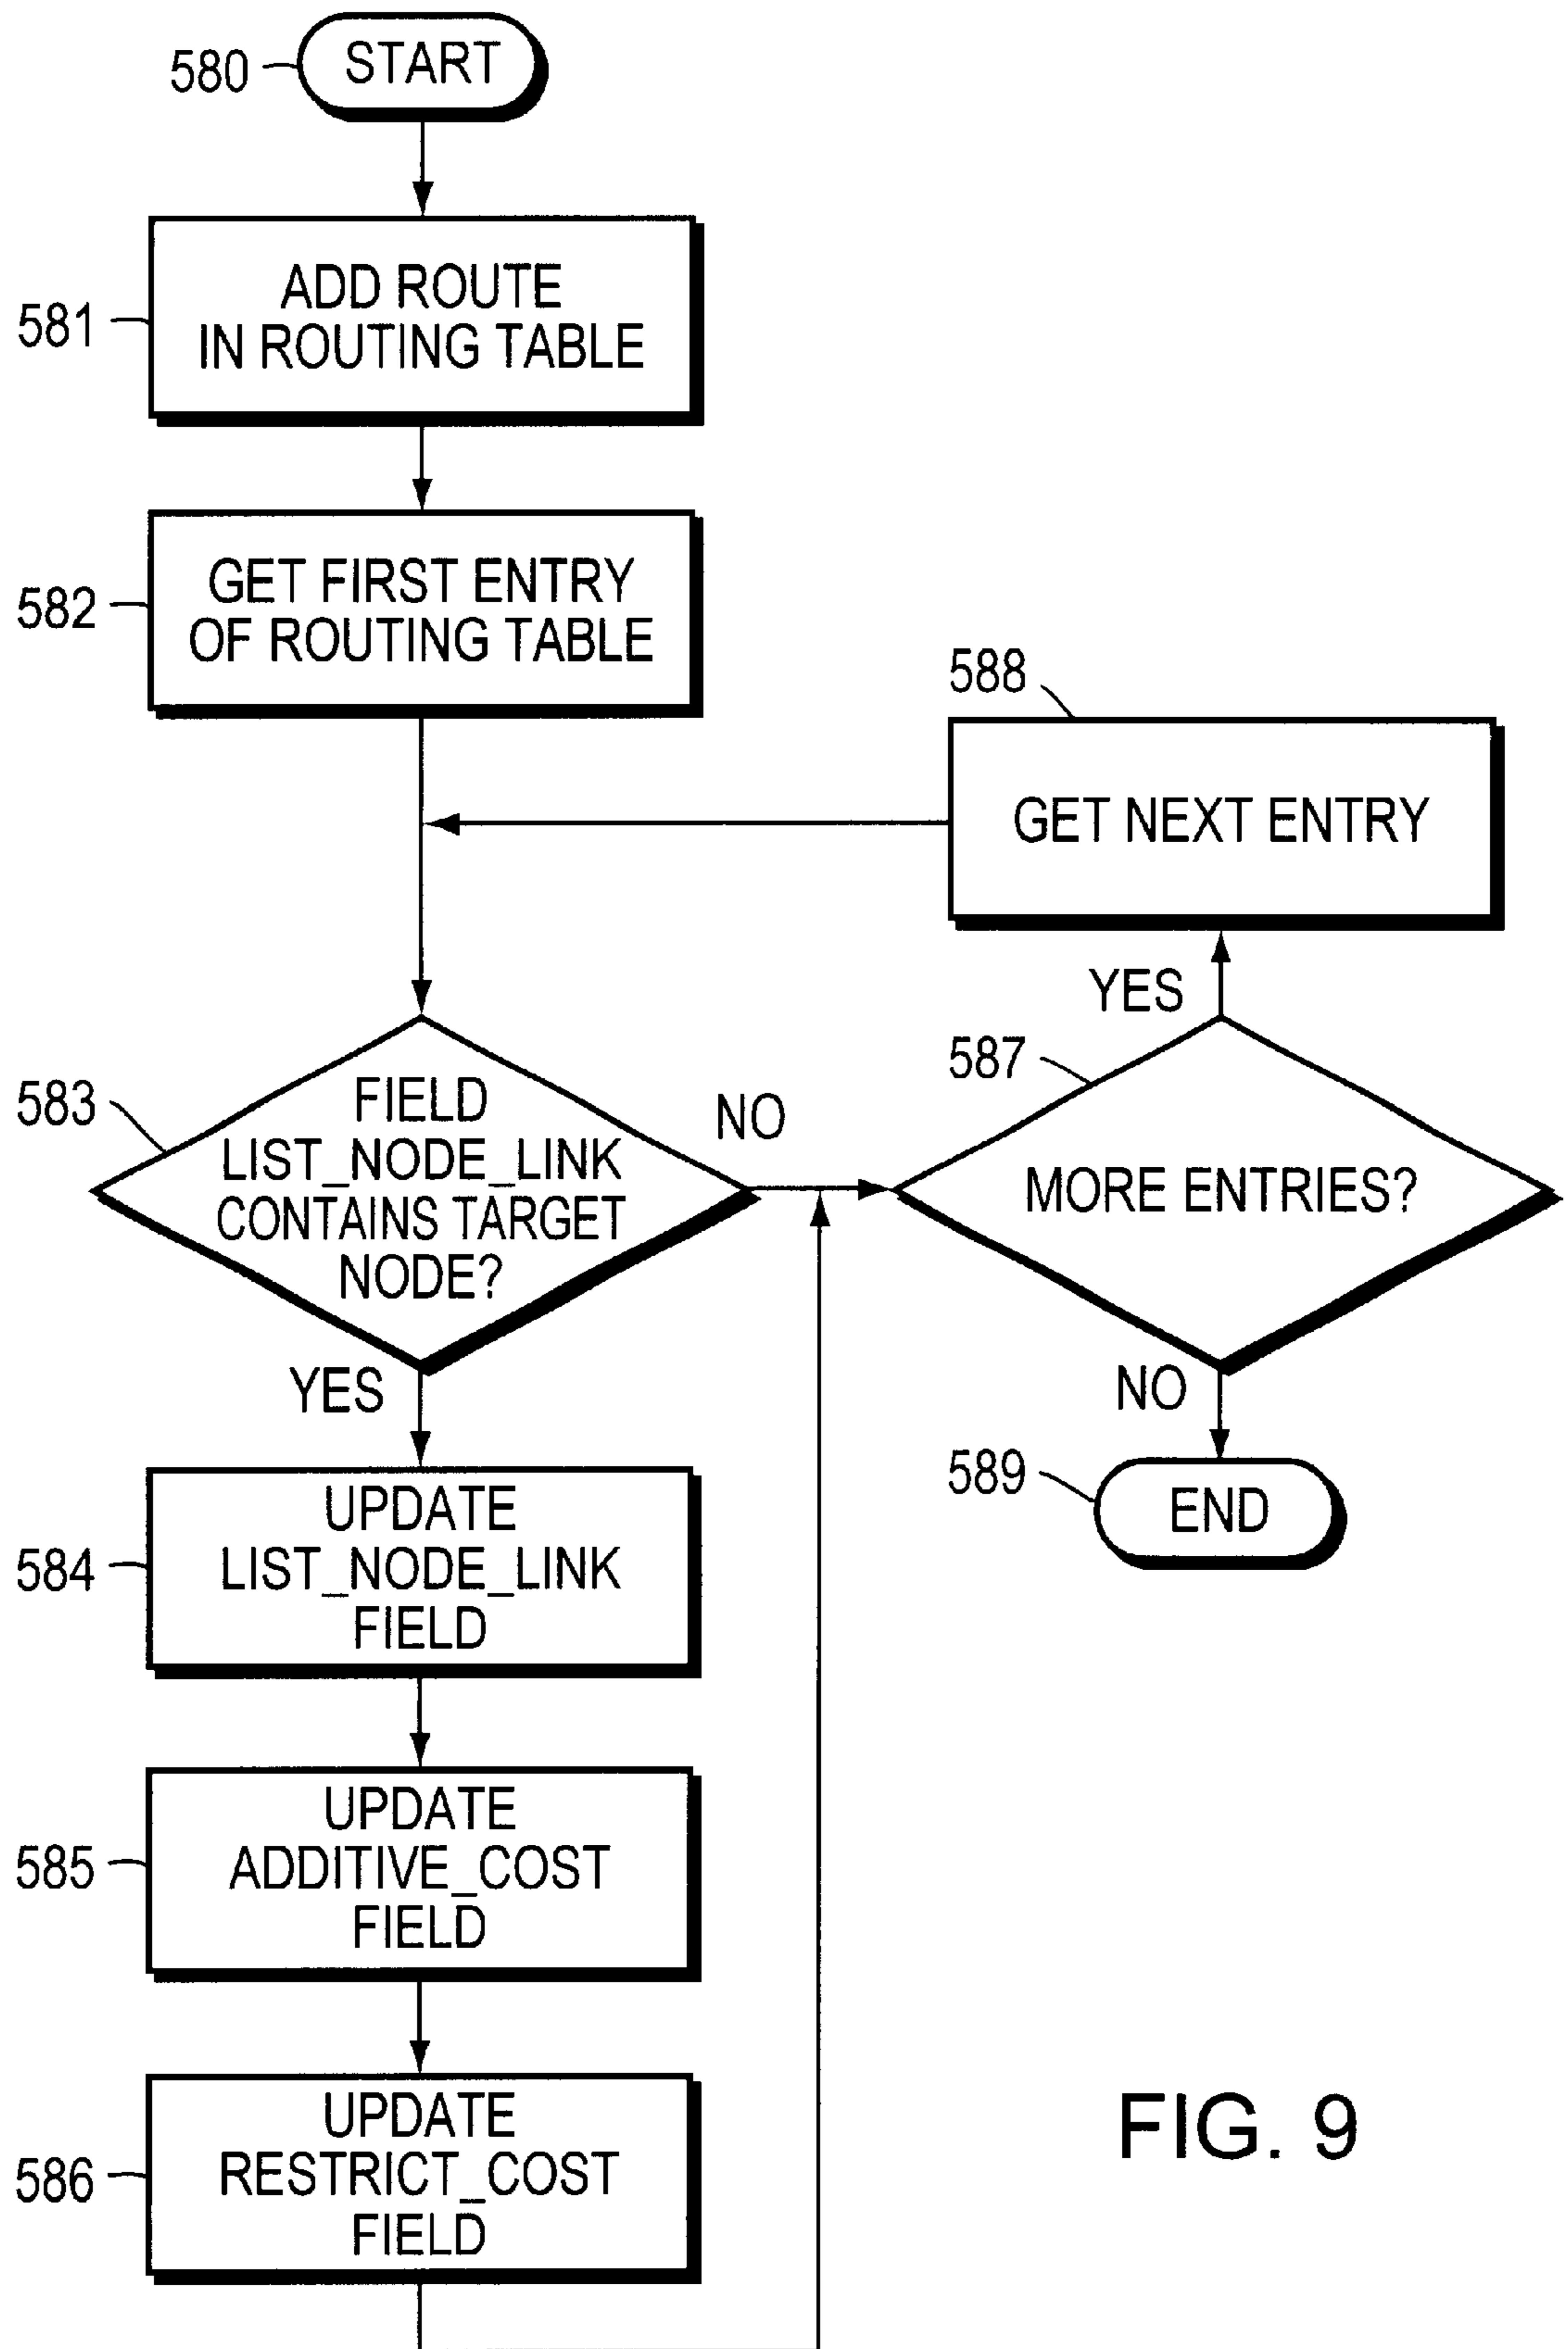 580
START
581
ADD ROUTE
IN ROUTING TABLE
582
GET FIRST ENTRY
OF ROUTING TABLE
588
GET NEXT ENTRY
YES
583
FIELD
LIST_NODE_LINK
CONTAINS TARGET
NODE?
NO
587
MORE ENTRIES?
YES
NO
589
END
584
UPDATE
LIST_NODE_LINK
FIELD
585
UPDATE
ADDITIVE_COST
FIELD
586
UPDATE
RESTRICT_COST
FIELD
FIG. 9